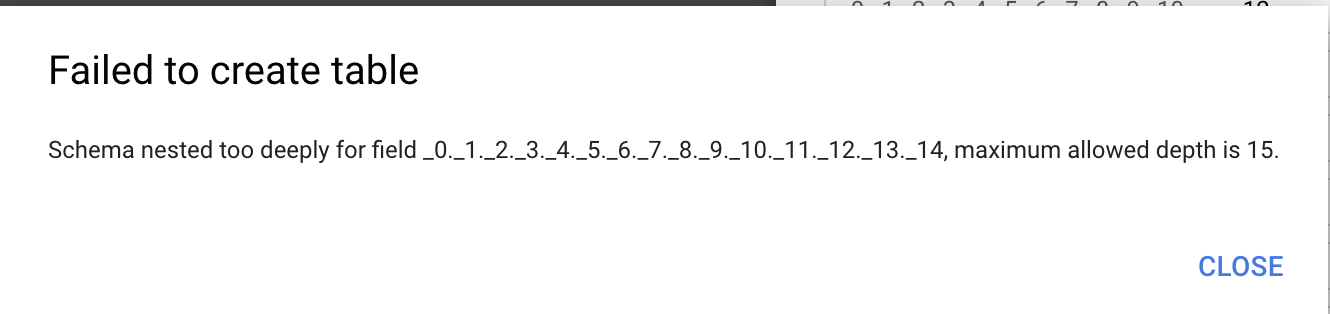 Failed to create table
Schema nested too deeply for field _0._1._2._3._4._5._6._7._8._9._10._11._12._13._14, maximum allowed depth is 15.
CLOSE